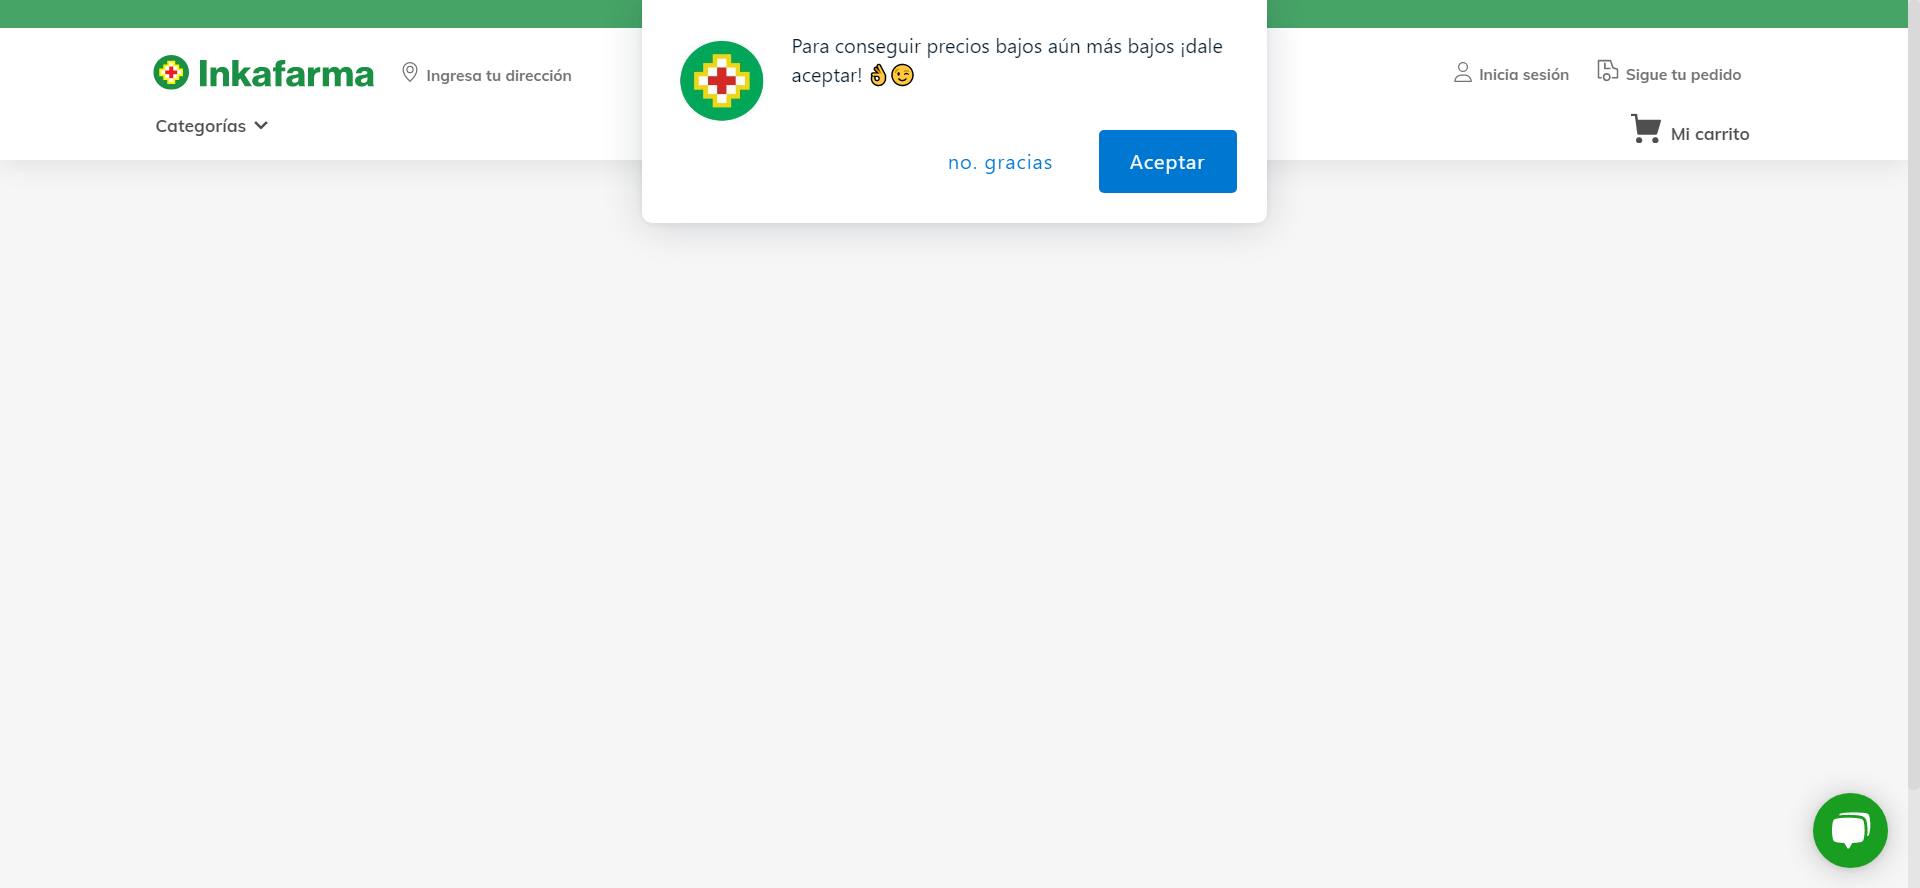 Para conseguir precios bajos aún más bajos ¡dale
aceptar! 👌😉
no. gracias
Aceptar
Inkafarma
Ingresa tu dirección
Inicia sesión
Sigue tu pedido
Categorías
Mi carrito